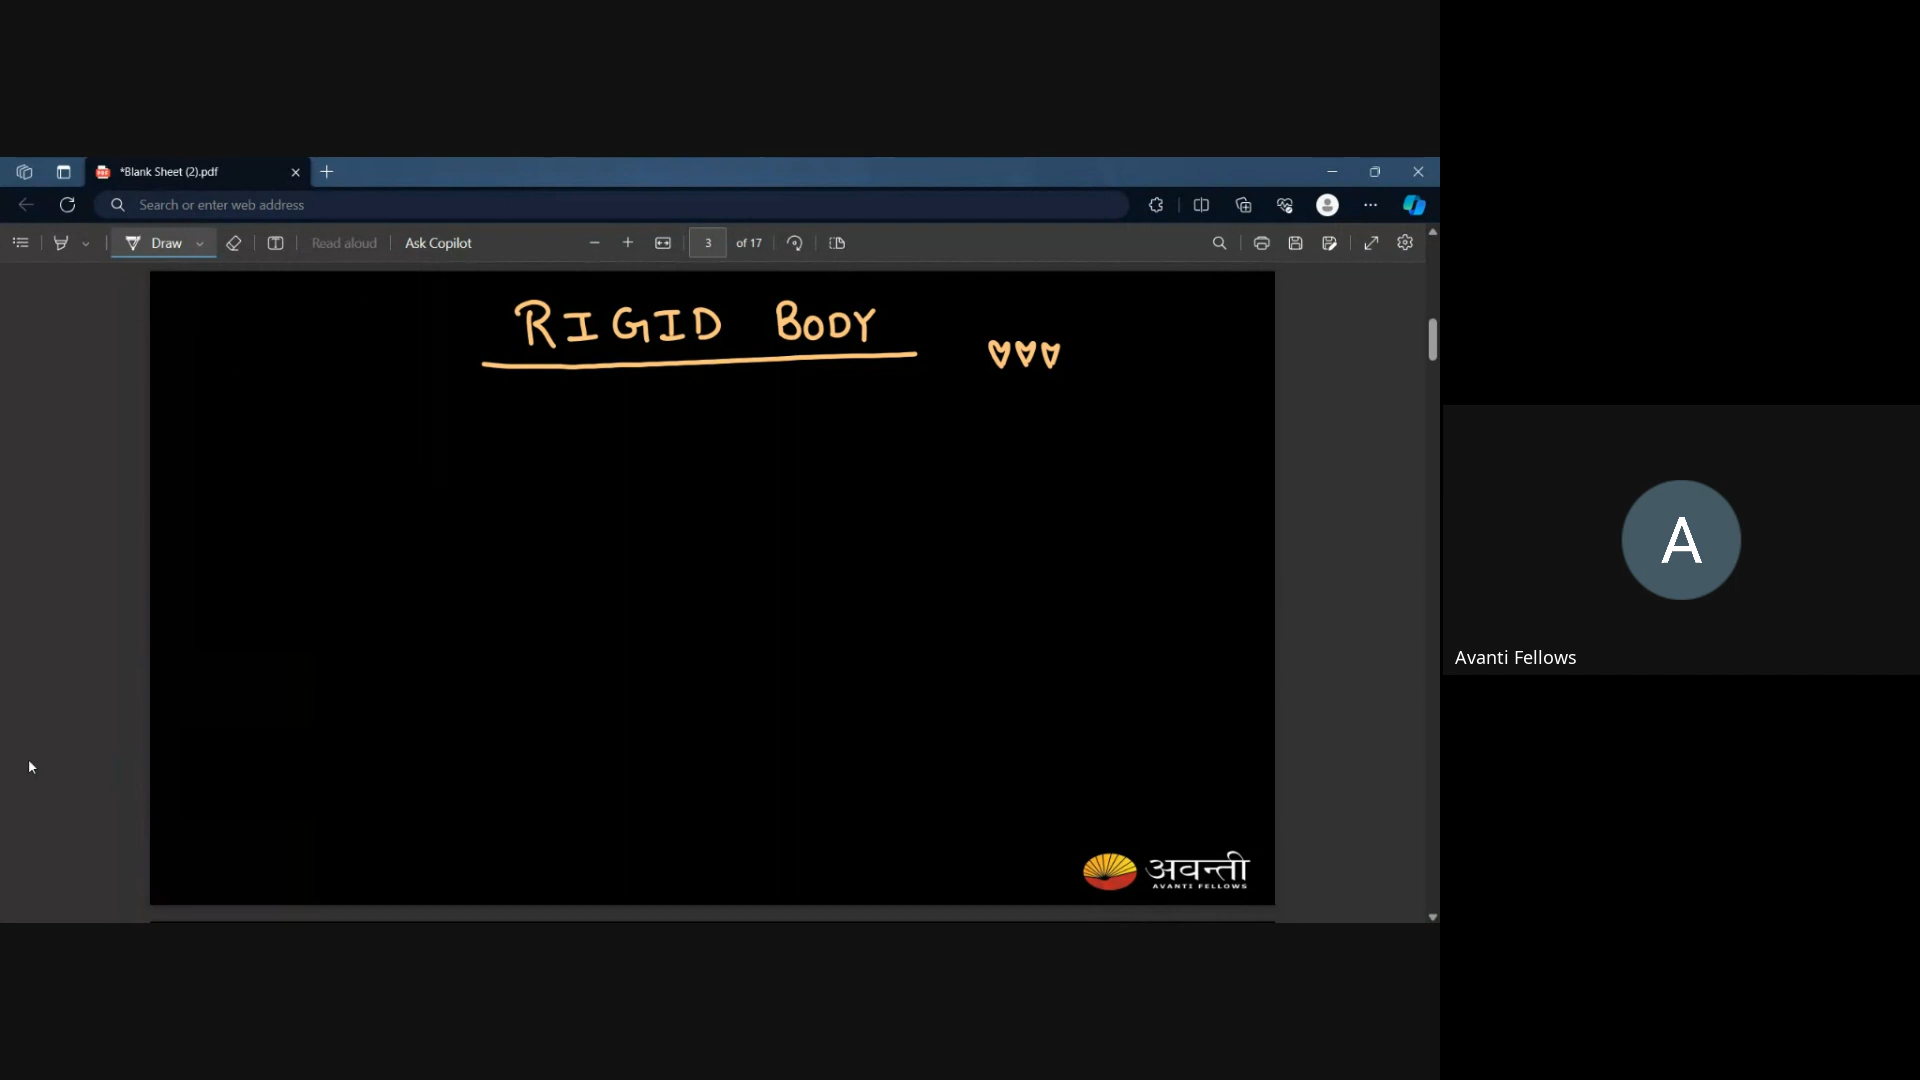 *Blank Sheet (2).pdf
Search or enter web address
Draw
Read aloud
Ask Copilot
3 of 17
RIGID BODY
अवन्ती
AVANTI FELLOWS
A
Avanti Fellows